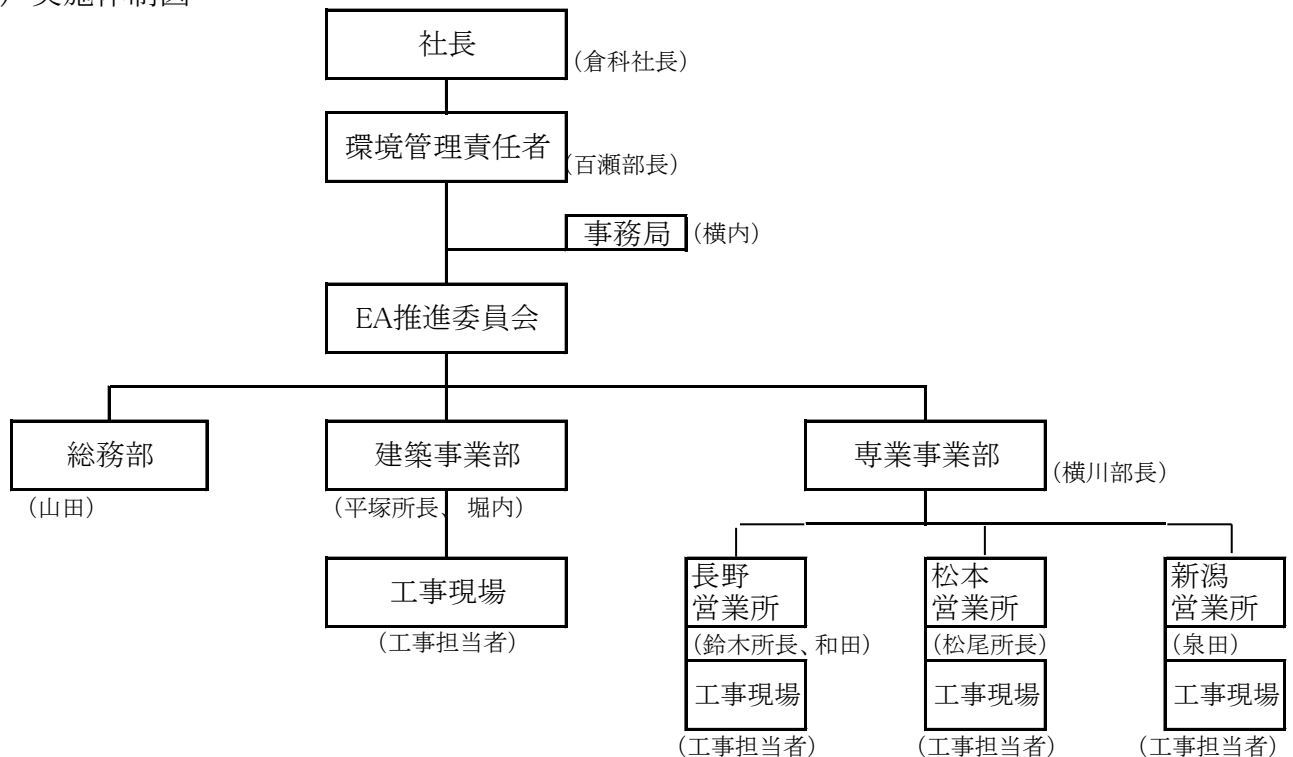 ）実施体制図
社長
（倉科社長）
環境管理責任者
（百瀬部長）
事務局
（横内）
EA推進委員会
総務部
建築事業部
専業事業部
（横川部長）
（山田）
（平塚所長、 堀内）
長野
営業所
松本
営業所
新潟
営業所
工事現場
（工事担当者）
（鈴木所長、和田）
（松尾所長）
（泉田）
工事現場
工事現場
工事現場
（工事担当者）
（工事担当者）
（工事担当者）